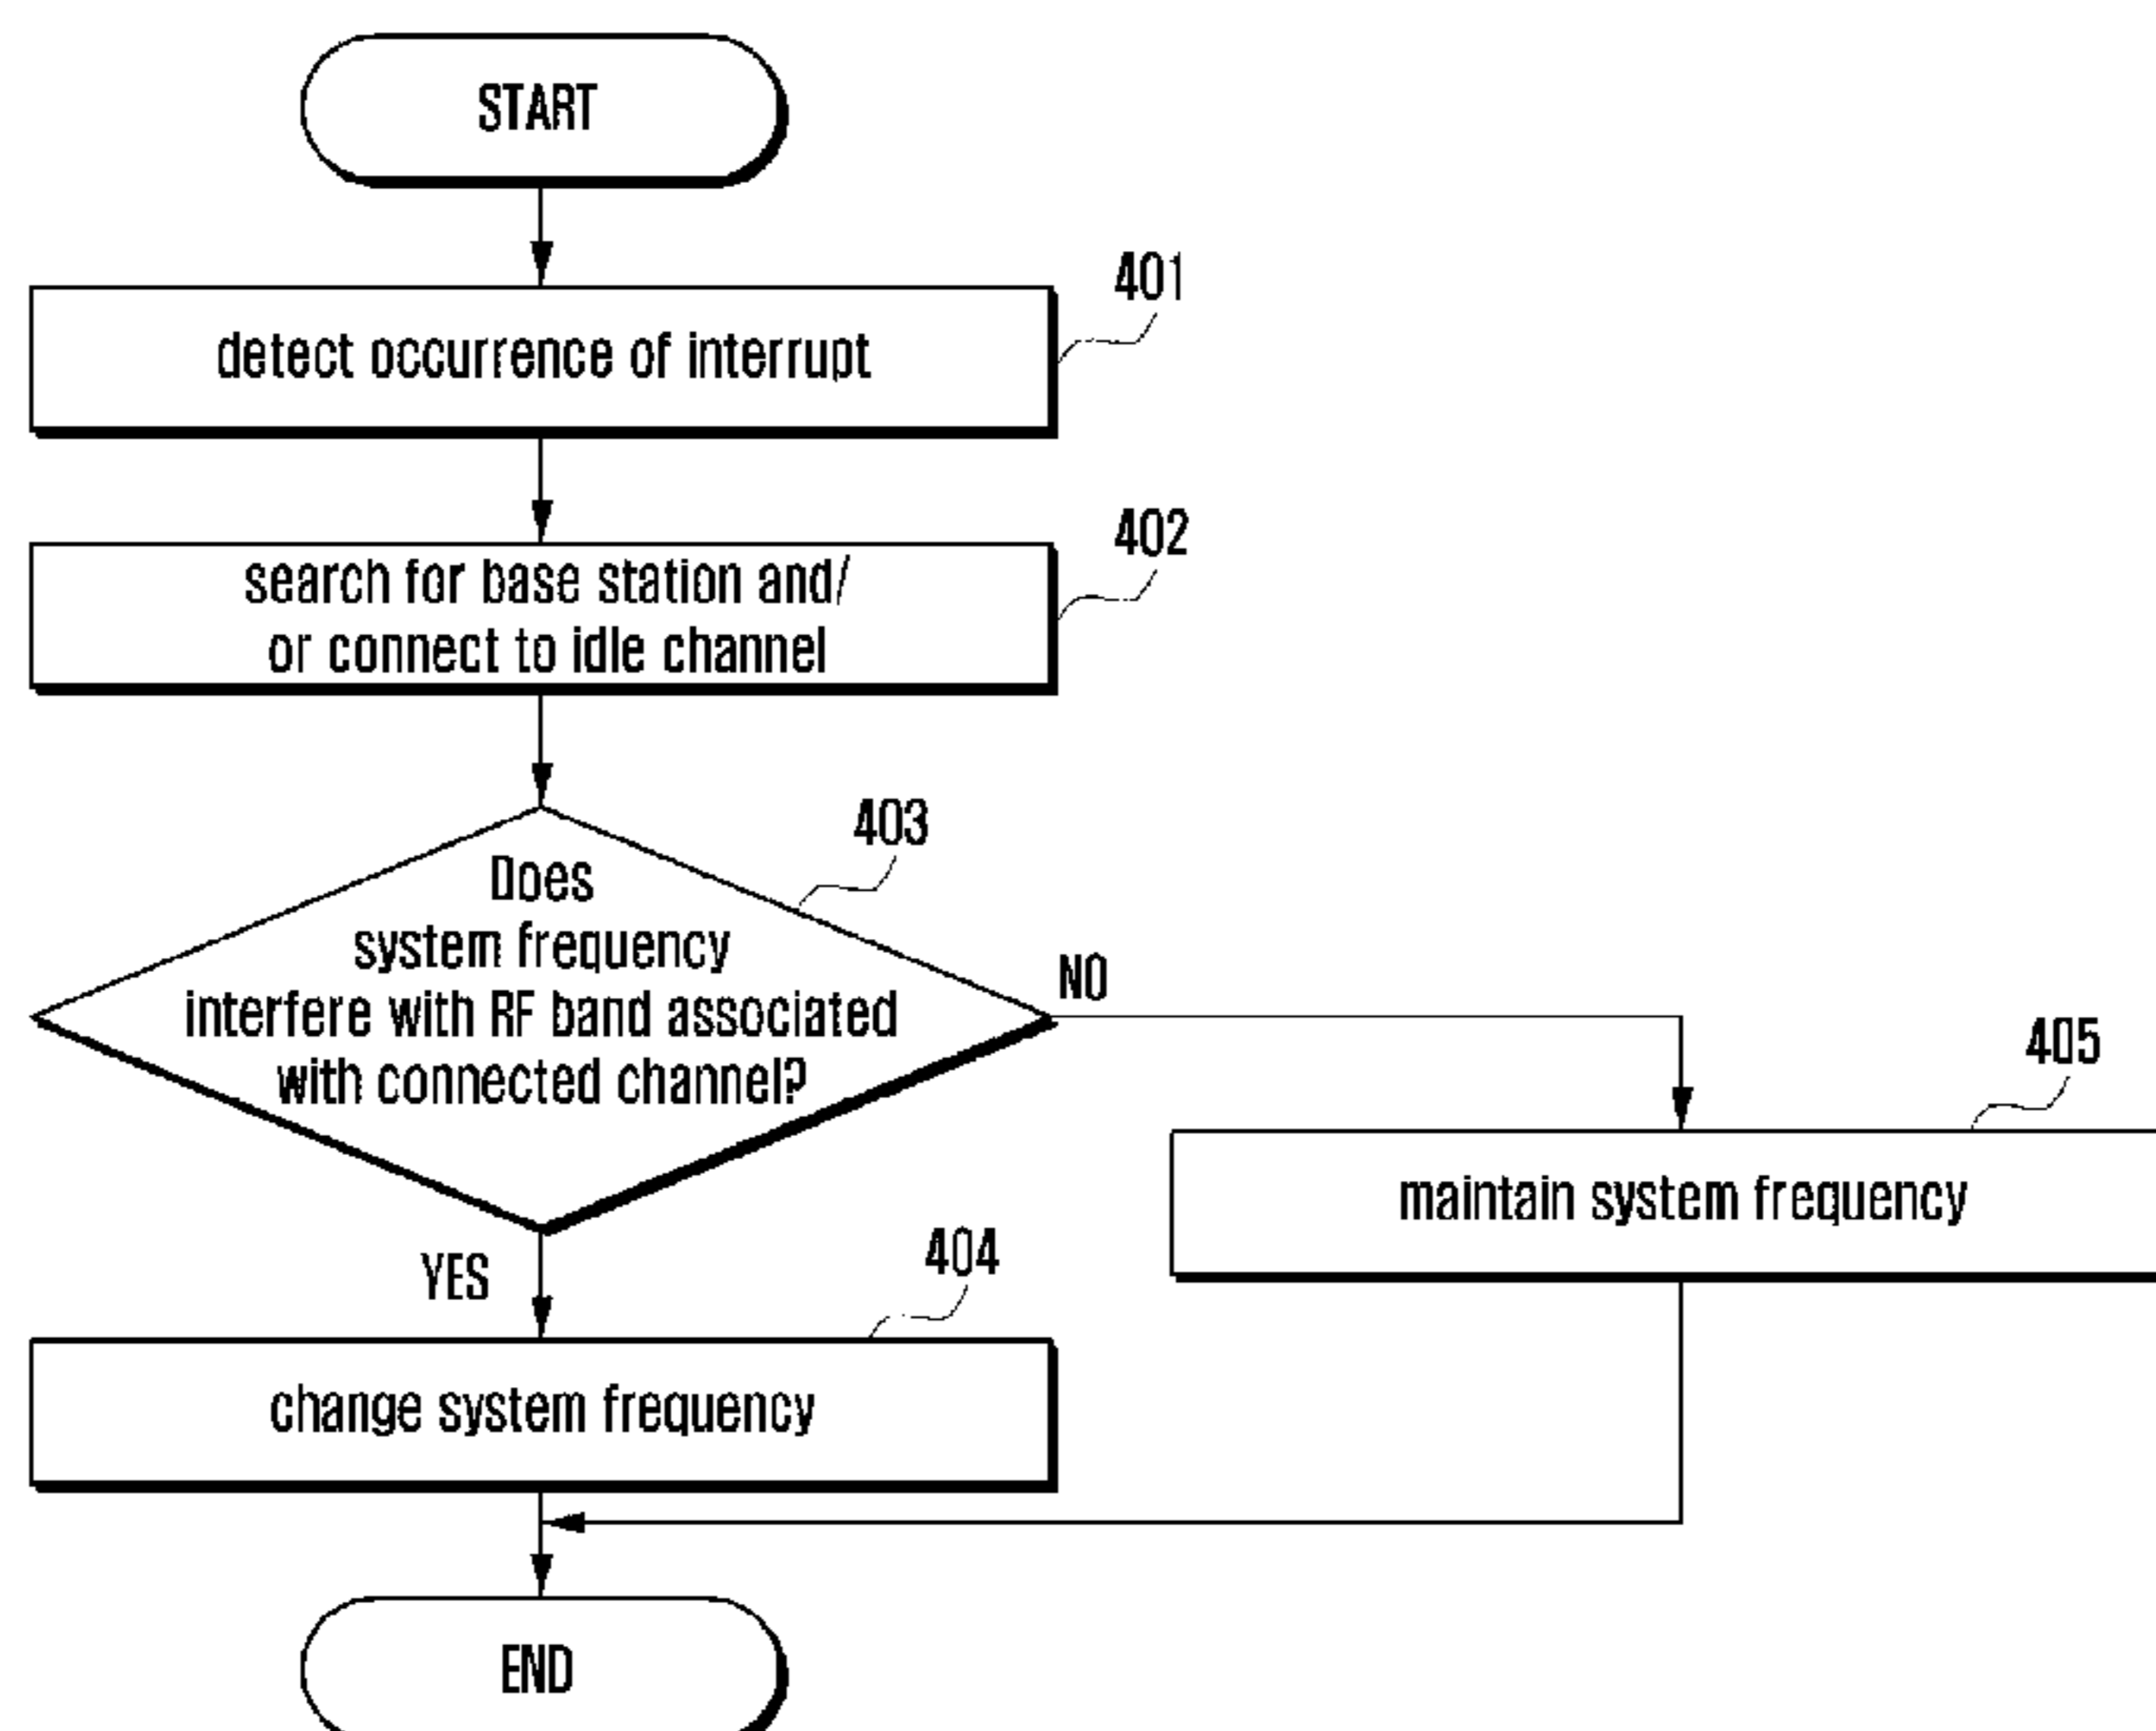 START
401
detect occurrence of interrupt
402
search for base station and/
or connect to idle channel
403
Does
system frequency
interfere with RF band associated
with connected channel?
NO
405
maintain system frequency
YES
404
change system frequency
END